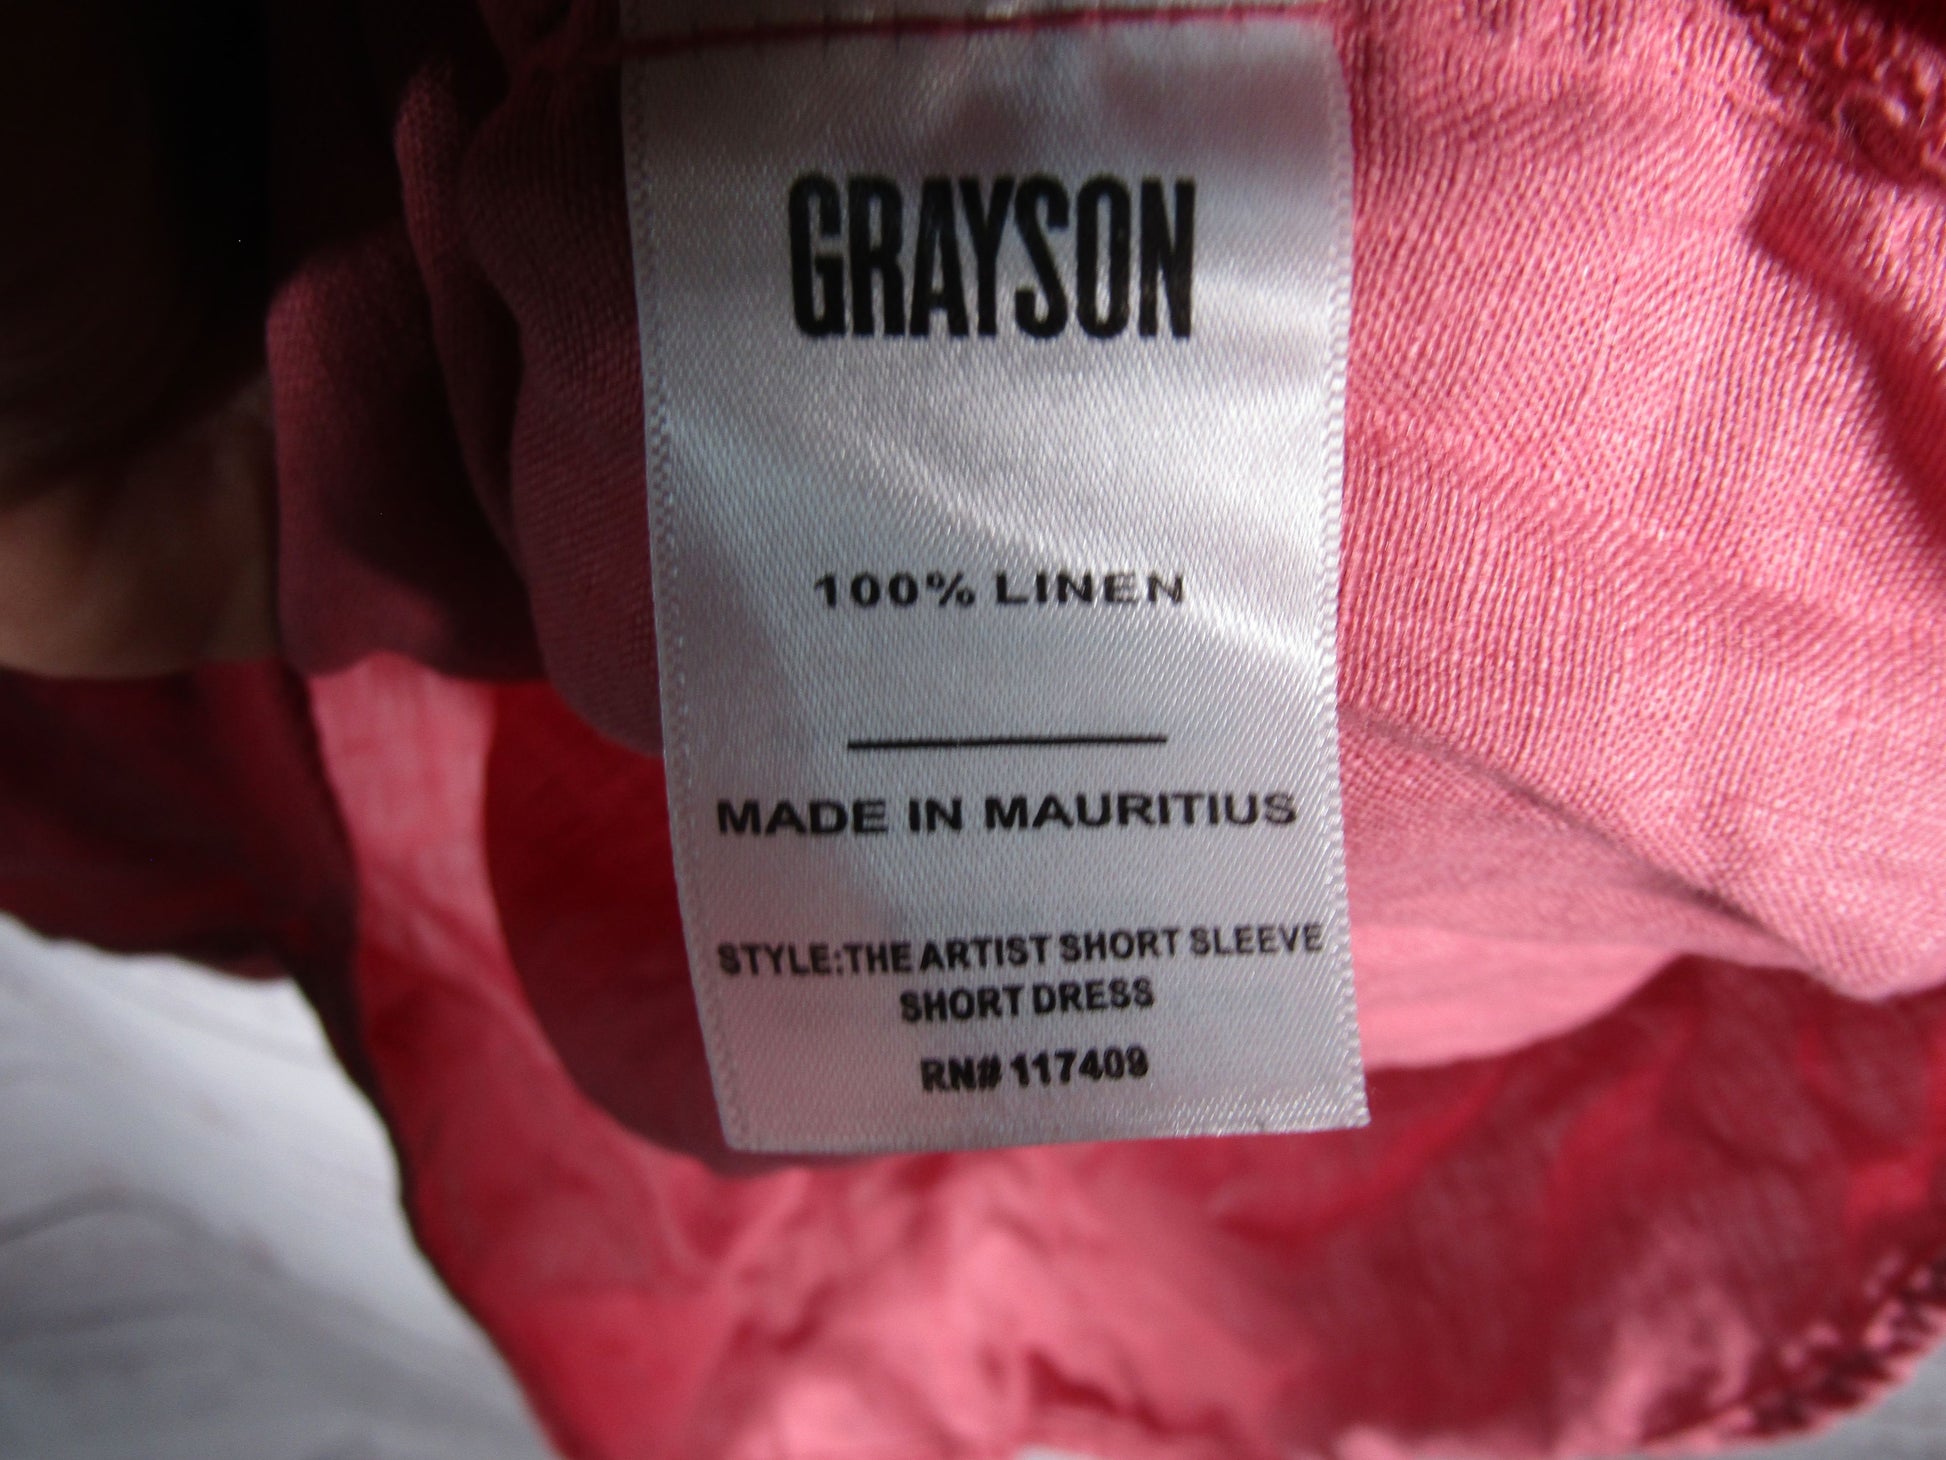 GRAYSON
100% LINEN
MADE IN MAURITIUS
STYLE:THE ARTIST SHORT SLEEVE
SHORT DRESS
RN# 117409